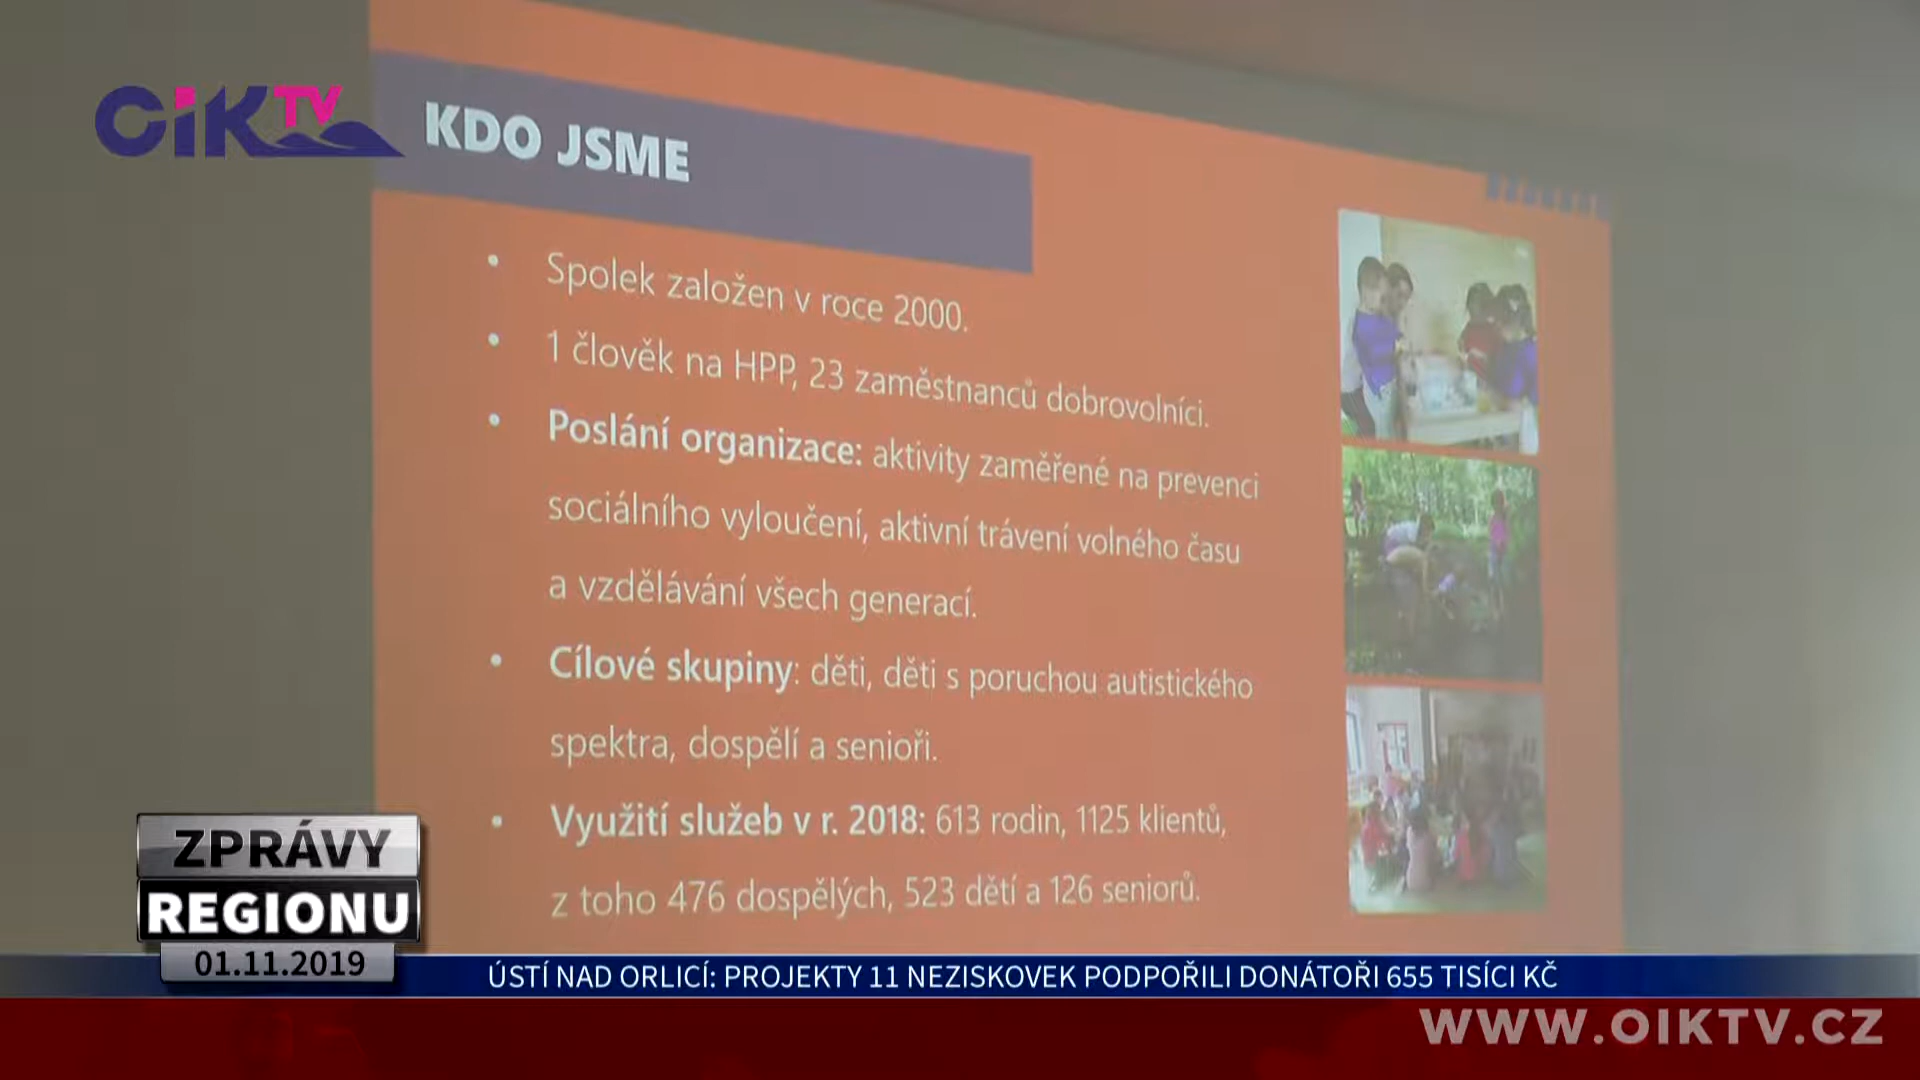 OiK TV
KDO JSME
• Spolek založen v roce 2000.
• 1 člověk na HPP, 23 zaměstnanců dobrovolníci.
• Poslání organizace: aktivity zaměřené na prevenci
sociálního vyloučení, aktivní trávení volného času
a vzdělávání všech generací.
• Cílové skupiny: děti, děti s poruchou autistického
spektra, dospělí a senioři.
• Využití služeb v r. 2018: 613 rodin, 1125 klientů,
z toho 476 dospělých, 523 dětí a 126 seniorů.
ZPRÁVY
REGIONU
01.11.2019
ÚSTÍ NAD ORLICÍ: PROJEKTY 11 NEZISKOVEK PODPOŘILI DONÁTOŘI 655 TISÍCI KČ
WWW.OIKTV.CZ